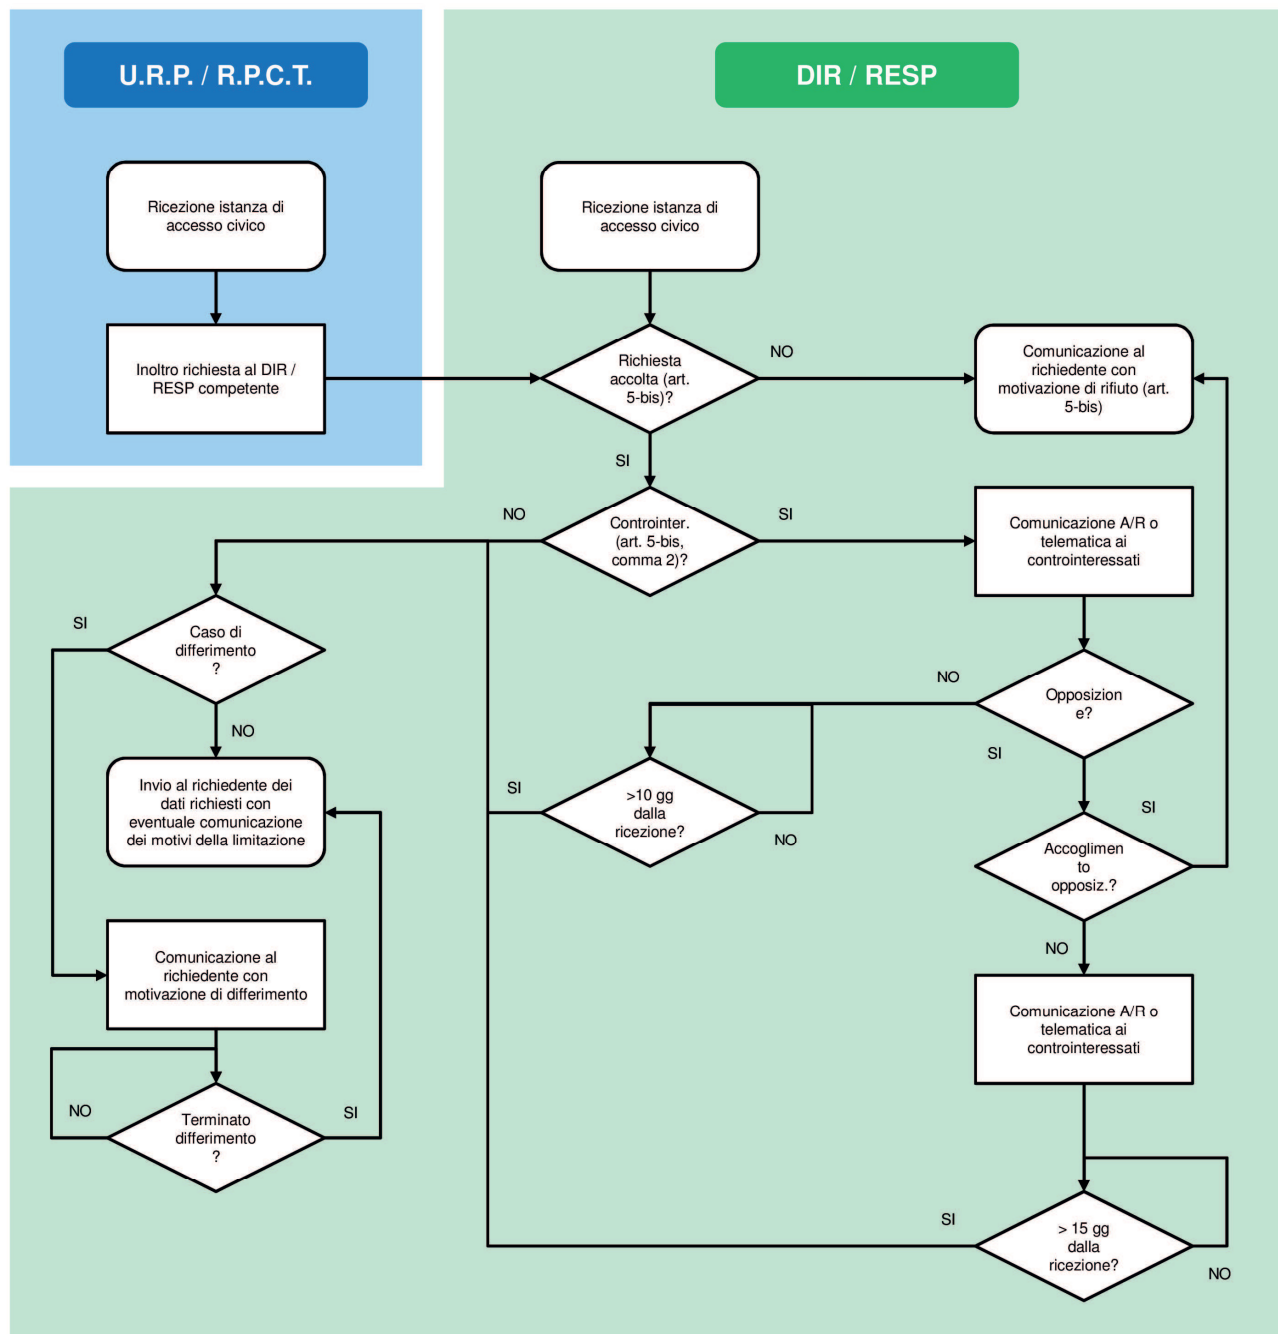 U.R.P. / R.P.C.T.
DIR / RESP
Ricezione istanza di
accesso civico
Ricezione istanza di
accesso civico
Inoltro richiesta al DIR /
RESP competente
Richiesta
accolta (art.
5-bis)?
NO
Comunicazione al
richiedente con
motivazione di rifiuto (art.
5-bis)
SI
NO
Controinter.
(art. 5-bis,
comma 2)?
SI
Comunicazione A/R o
telematica ai
controinteressati
SI
Caso di
differimento
?
NO
NO
Opposizion
e?
SI
Invio al richiedente dei
dati richiesti con
eventuale comunicazione
dei motivi della limitazione
SI
>10 gg
dalla
ricezione?
NO
SI
Accoglimen
to
opposiz.?
NO
Comunicazione al
richiedente con
motivazione di differimento
Comunicazione A/R o
telematica ai
controinteressati
NO
Terminato
differimento
?
SI
SI
> 15 gg
dalla
ricezione?
NO